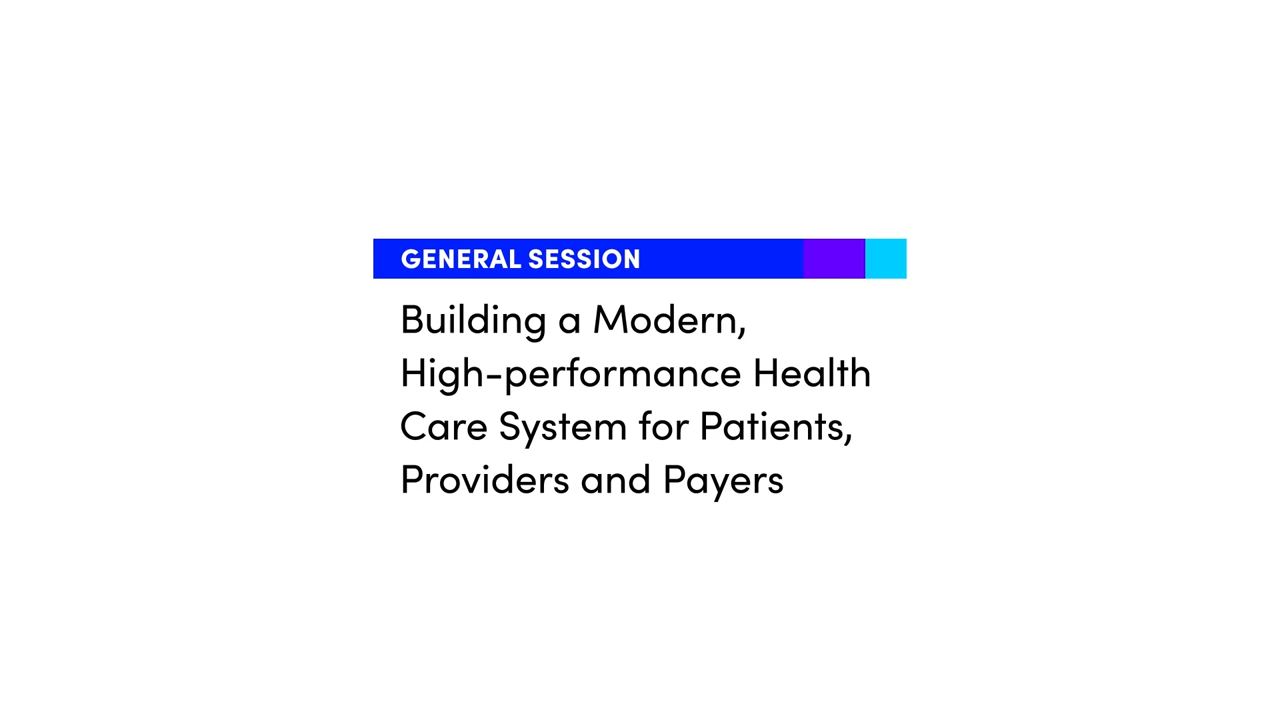 GENERAL SESSION
Building a Modern,
High-performance Health
Care System for Patients,
Providers and Payers